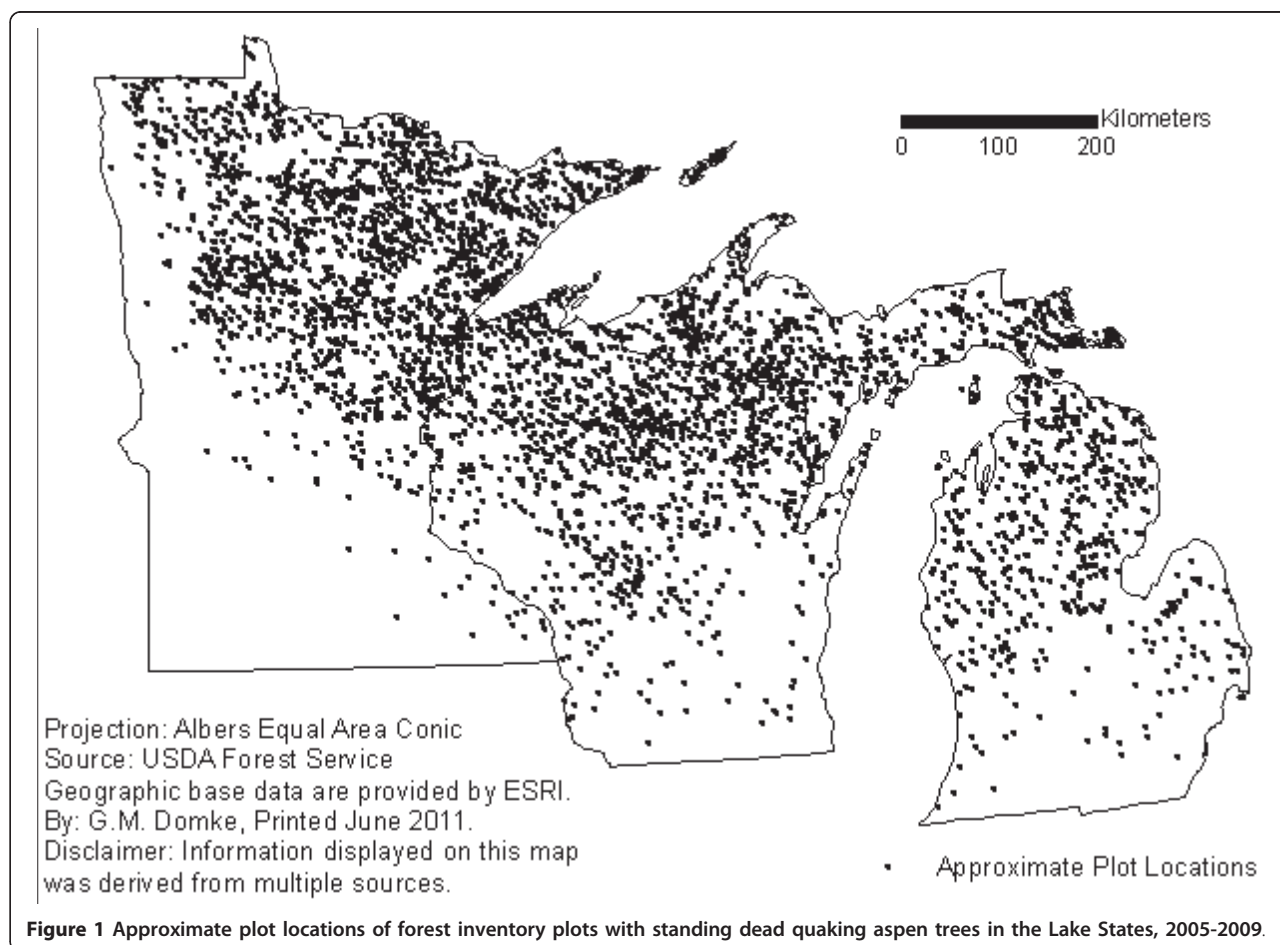 Kilometers
0 100 200
Projection: Albers Equal Area Conic
Source: USDA Forest Service
Geographic base data are provided by ESRI.
By: G.M. Domke, Printed June 2011.
Disclaimer: Information displayed on this map
was derived from multiple sources.
Approximate Plot Locations
Figure 1 Approximate plot locations of forest inventory plots with standing dead quaking aspen trees in the Lake States, 2005-2009.